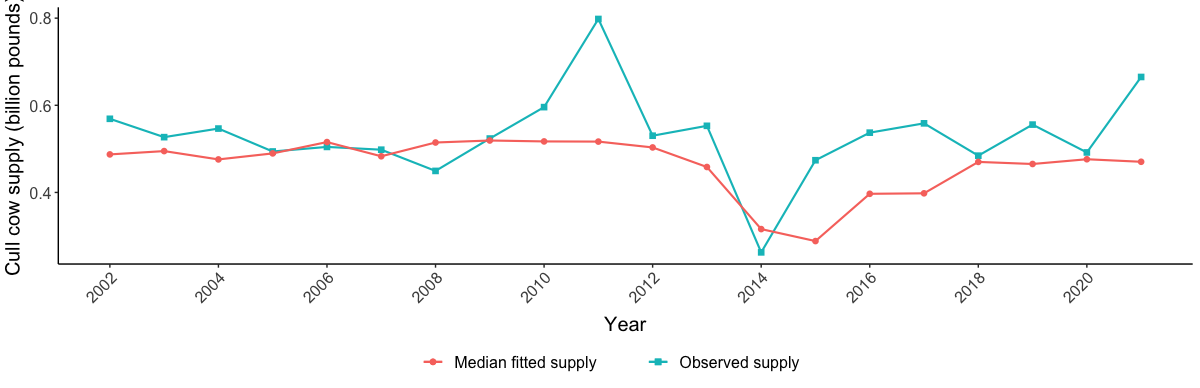 Cull cow supply (billion pounds)
0.8
0.6
0.4
2002 2004 2006 2008 2010 2012 2014 2016 2018 2020
Year
Median fitted supply Observed supply